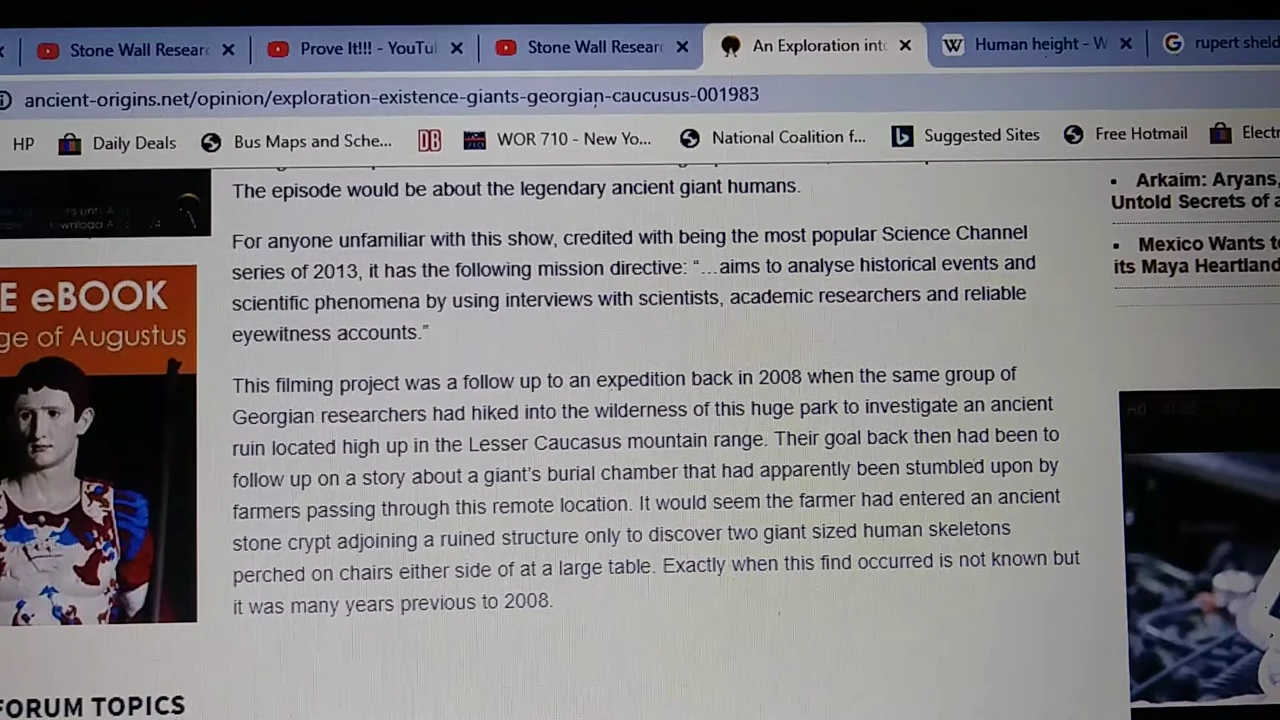 Stone Wall Resear
Prove It!!! - YouTu
Stone Wall Resear
An Exploration into
Human height - W
rupert sheld
ancient-origins.net/opinion/exploration-existence-giants-georgian-caucusus-001983
HP
Daily Deals
Bus Maps and Sche...
DB
WOR 710 - New Yo...
National Coalition f...
Suggested Sites
Free Hotmail
Electr
The episode would be about the legendary ancient giant humans.
For anyone unfamiliar with this show, credited with being the most popular Science Channel
series of 2013, it has the following mission directive: “…aims to analyse historical events and
scientific phenomena by using interviews with scientists, academic researchers and reliable
eyewitness accounts.”
This filming project was a follow up to an expedition back in 2008 when the same group of
Georgian researchers had hiked into the wilderness of this huge park to investigate an ancient
ruin located high up in the Lesser Caucasus mountain range. Their goal back then had been to
follow up on a story about a giant’s burial chamber that had apparently been stumbled upon by
farmers passing through this remote location. It would seem the farmer had entered an ancient
stone crypt adjoining a ruined structure only to discover two giant sized human skeletons
perched on chairs either side of at a large table. Exactly when this find occurred is not known but
it was many years previous to 2008.
E eBOOK
ge of Augustus
FORUM TOPICS
Arkaim: Aryans,
Untold Secrets of a
Mexico Wants to
its Maya Heartland
Ad